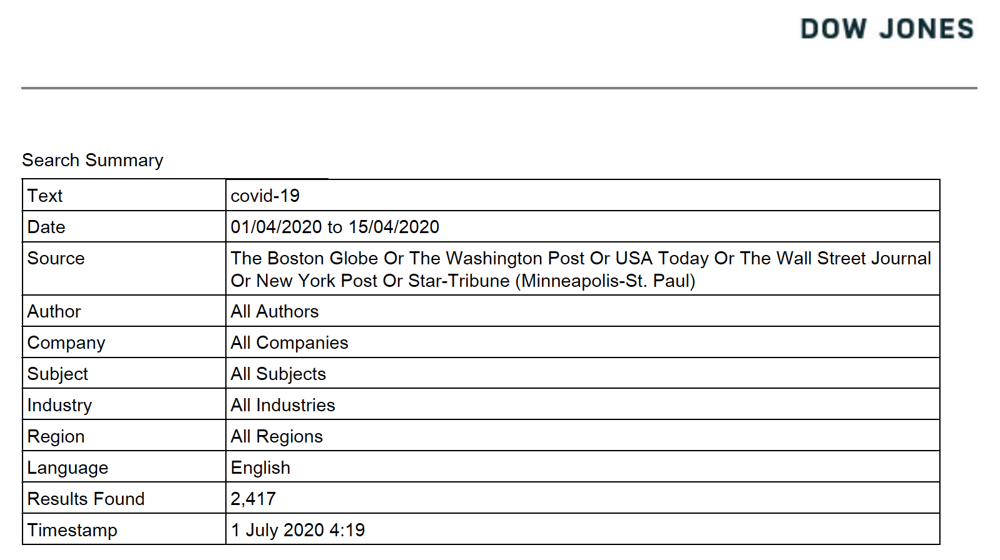 DOW JONES
Search Summary
Text covid-19
Date 01/04/2020 to 15/04/2020
Source The Boston Globe Or The Washington Post Or USA Today Or The Wall Street Journal
Or New York Post Or Star-Tribune (Minneapolis-St. Paul)
Author All Authors
Company All Companies
Subject All Subjects
Industry All Industries
Region All Regions
Language English
Results Found 2,417
Timestamp 1 July 2020 4:19